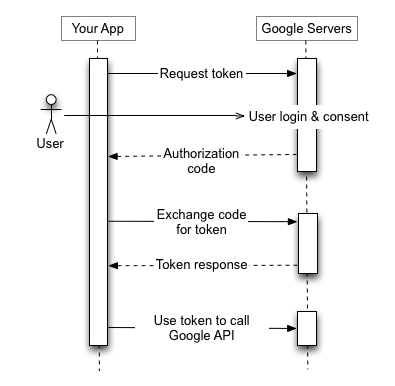 Your App
Google Servers
Request token
User login & consent
User
Authorization
code
Exchange code
for token
Token response
Use token to call
Google API